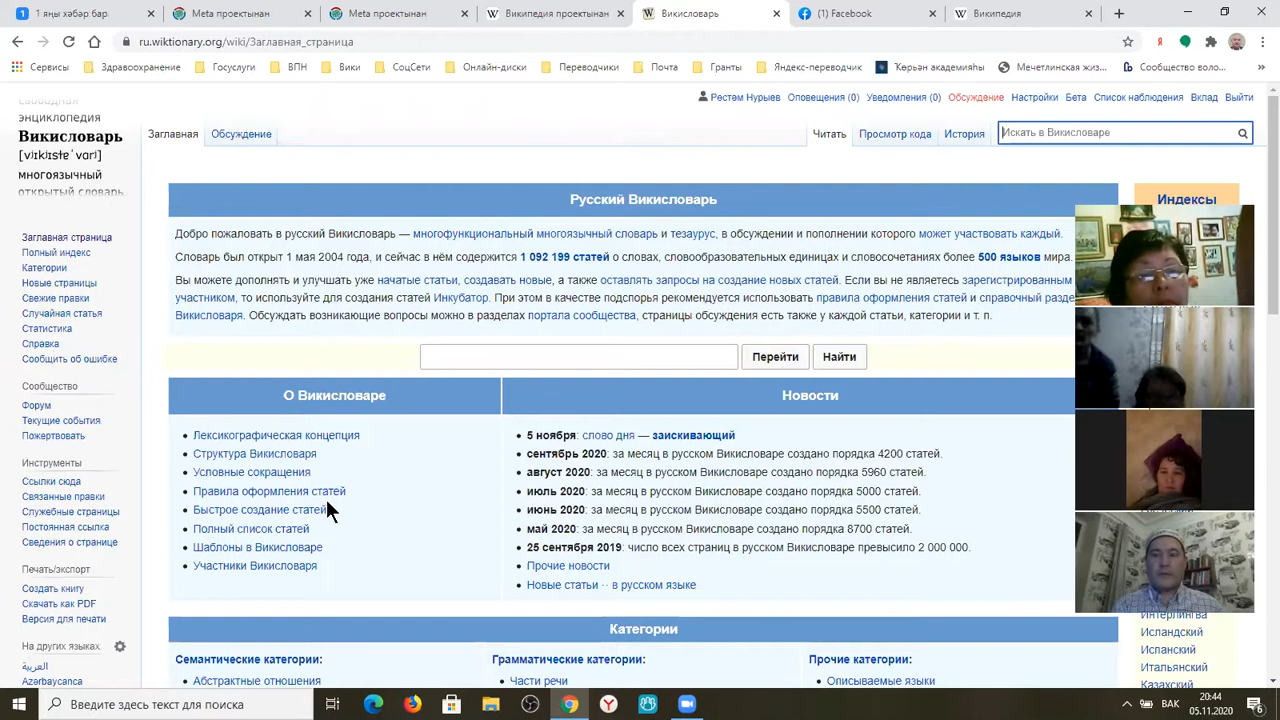 1 яңы хәбәр: бар
Meta проектынан
Meta проектынан
Википедия проектынан
Викисловарь
(1) Facebook
Википедия
ru.wiktionary.org/wiki/Заглавная_страница
Сервисы
Здравоохранение
Госуслуги
ВПН
Вики
СоцСети
Онлайн-диски
Переводчики
Почта
Гранты
Яндекс-переводчик
Ҡөрьән академияһы
Мечетлинская жиз...
Сообщество воло...
Рөстәм Нурыев
Оповещения (0)
Уведомления (0)
Обсуждение
Настройки
Бета
Список наблюдения
Вклад
Выйти
свободная
энциклопедия
Викисловарь
[vʲɪkʲɪsɫɐˈvarʲ]
многоязычный
открытый словарь
Заглавная
Обсуждение
Читать
Просмотр кода
История
Искать в Викисловаре
Заглавная страница
Полный индекс
Категории
Новые страницы
Свежие правки
Случайная статья
Статистика
Справка
Сообщить об ошибке
Сообщество
Форум
Текущие события
Пожертвовать
Инструменты
Ссылки сюда
Связанные правки
Служебные страницы
Постоянная ссылка
Сведения о странице
Печать/экспорт
Создать книгу
Скачать как PDF
Версия для печати
На других языках
العربية
Azərbaycanca
Русский Викисловарь
Добро пожаловать в русский Викисловарь — многофункциональный многоязычный словарь и тезаурус, в обсуждении и пополнении которого может участвовать каждый.
Словарь был открыт 1 мая 2004 года, и сейчас в нём содержится 1 092 199 статей о словах, словообразовательных единицах и словосочетаниях более 500 языков мира.
Вы можете дополнять и улучшать уже начатые статьи, создавать новые, а также оставлять запросы на создание новых статей. Если вы не являетесь зарегистрированным
участником, то используйте для создания статей Инкубатор. При этом в качестве подспорья рекомендуется использовать правила оформления статей и справочный разде
Викисловаря. Обсуждать возникающие вопросы можно в разделах портала сообщества, страницы обсуждения есть также у каждой статьи, категории и т. п.
Перейти
Найти
О Викисловаре
Лексикографическая концепция
Структура Викисловаря
Условные сокращения
Правила оформления статей
Быстрое создание статей
Полный список статей
Шаблоны в Викисловаре
Участники Викисловаря
Новости
5 ноября: слово дня — заискивающий
сентябрь 2020: за месяц в русском Викисловаре создано порядка 4200 статей.
август 2020: за месяц в русском Викисловаре создано порядка 5960 статей.
июль 2020: за месяц в русском Викисловаре создано порядка 5000 статей.
июнь 2020: за месяц в русском Викисловаре создано порядка 5500 статей.
май 2020: за месяц в русском Викисловаре создано порядка 8700 статей.
25 сентября 2019: число всех страниц в русском Викисловаре превысило 2 000 000.
Прочие новости
Новые статьи ·· в русском языке
Категории
Семантические категории:
Абстрактные отношения
Грамматические категории:
Части речи
Прочие категории:
Описываемые языки
Индексы
Интерлингва
Исландский
Испанский
Итальянский
Казахский
Введите здесь текст для поиска
ВАК
20:44
05.11.2020
6